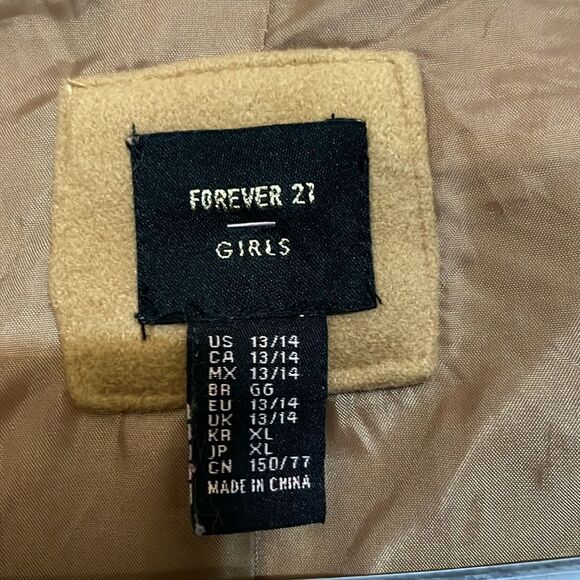 FOREVER 21
GIRLS
US 13/14
CA 13/14
MX 13/14
BR GG
EU 13/14
UK 13/14
KR XL
JP XL
CN 150/77
MADE IN CHINA